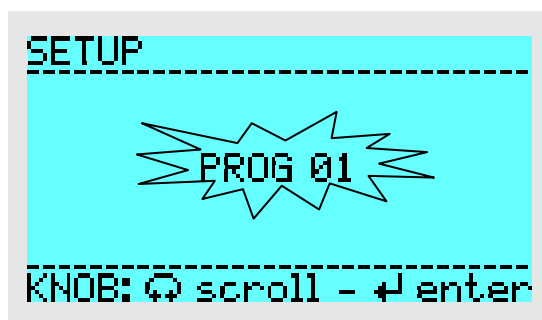 SETUP
PROG 01
KNOB: ↻ scroll - ↵ enter